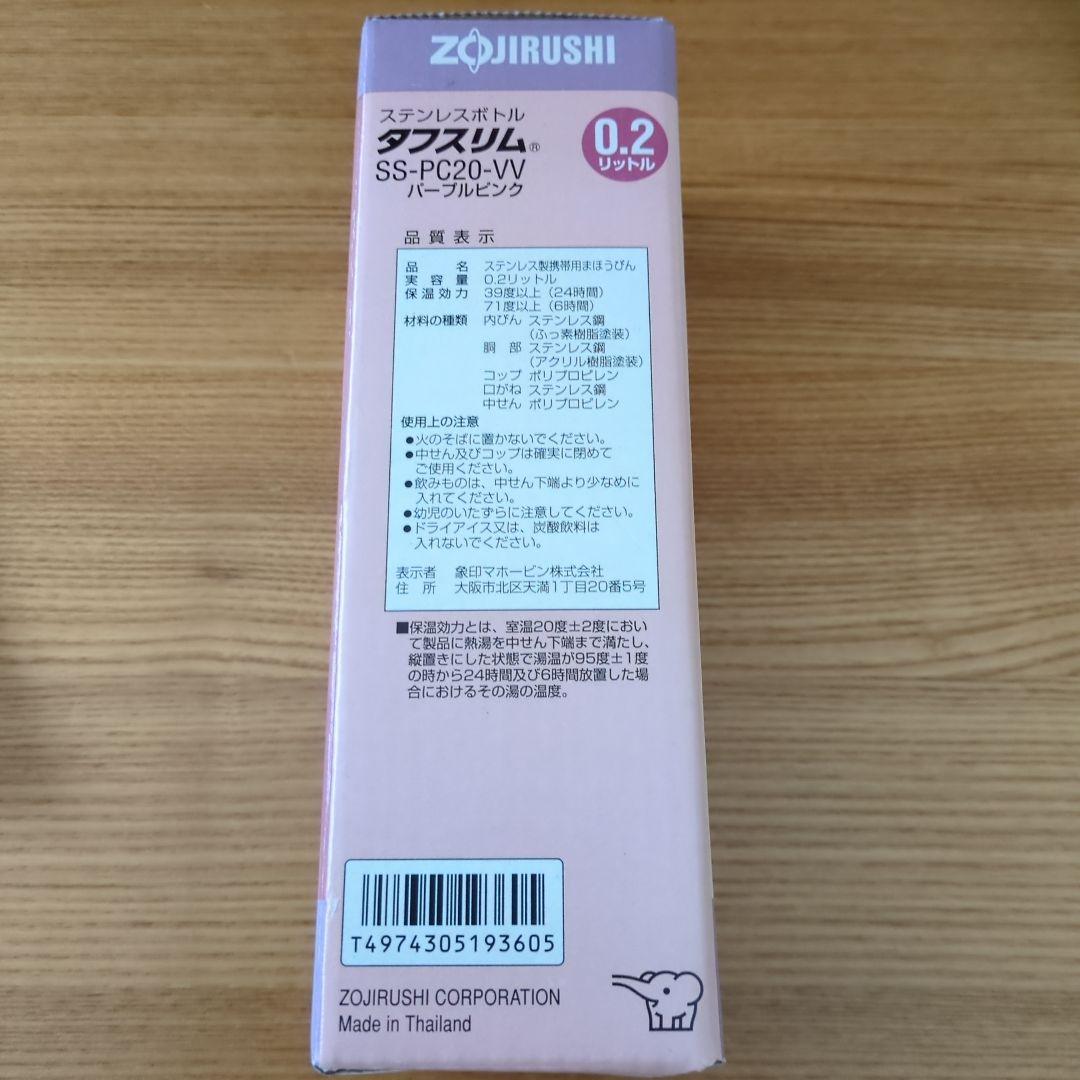 ZOJIRUSHI
ステンレスボトル
タフスリム®
SS-PC20-VV
パープルピンク
0.2
リットル
品質表示
品名 ステンレス製携帯用まほうびん
実容量 0.2リットル
保温効力 39度以上（24時間）
71度以上（6時間）
材料の種類 内びん ステンレス鋼
（ふっ素樹脂塗装）
胴部 ステンレス鋼
（アクリル樹脂塗装）
コップ ポリプロピレン
口がね ステンレス鋼
中せん ポリプロピレン
使用上の注意
●火のそばに置かないでください。
●中せん及びコップは確実に閉めて
ご使用ください。
●飲みものは、中せん下端より少なめに
入れてください。
●幼児のいたずらに注意してください。
●ドライアイス又は、炭酸飲料は
入れないでください。
表示者 象印マホービン株式会社
住所 大阪市北区天満1丁目20番5号
■保温効力とは、室温20度±2度におい
て製品に熱湯を中せん下端まで満たし、
縦置きにした状態で湯温が95度±1度
の時から24時間及び6時間放置した場
合におけるその湯の温度。
T4974305193605
ZOJIRUSHI CORPORATION
Made in Thailand